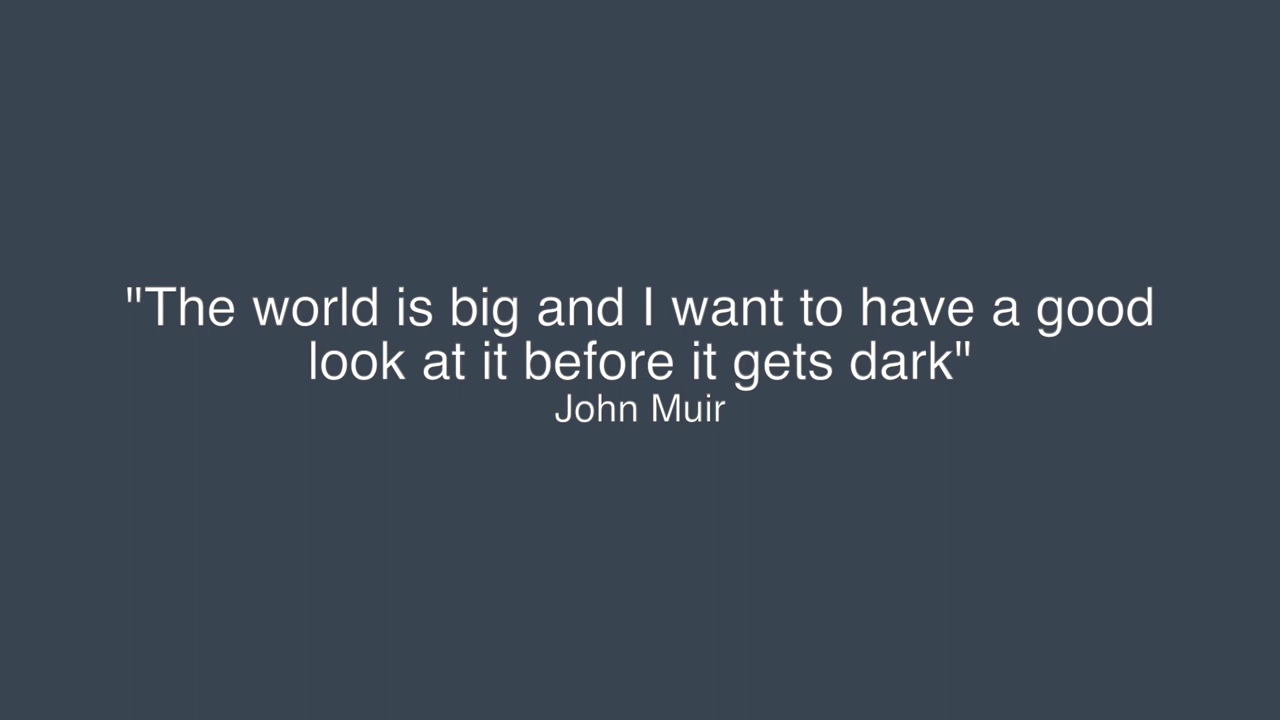 "The world is big and I want to have a good
look at it before it gets dark"
John Muir